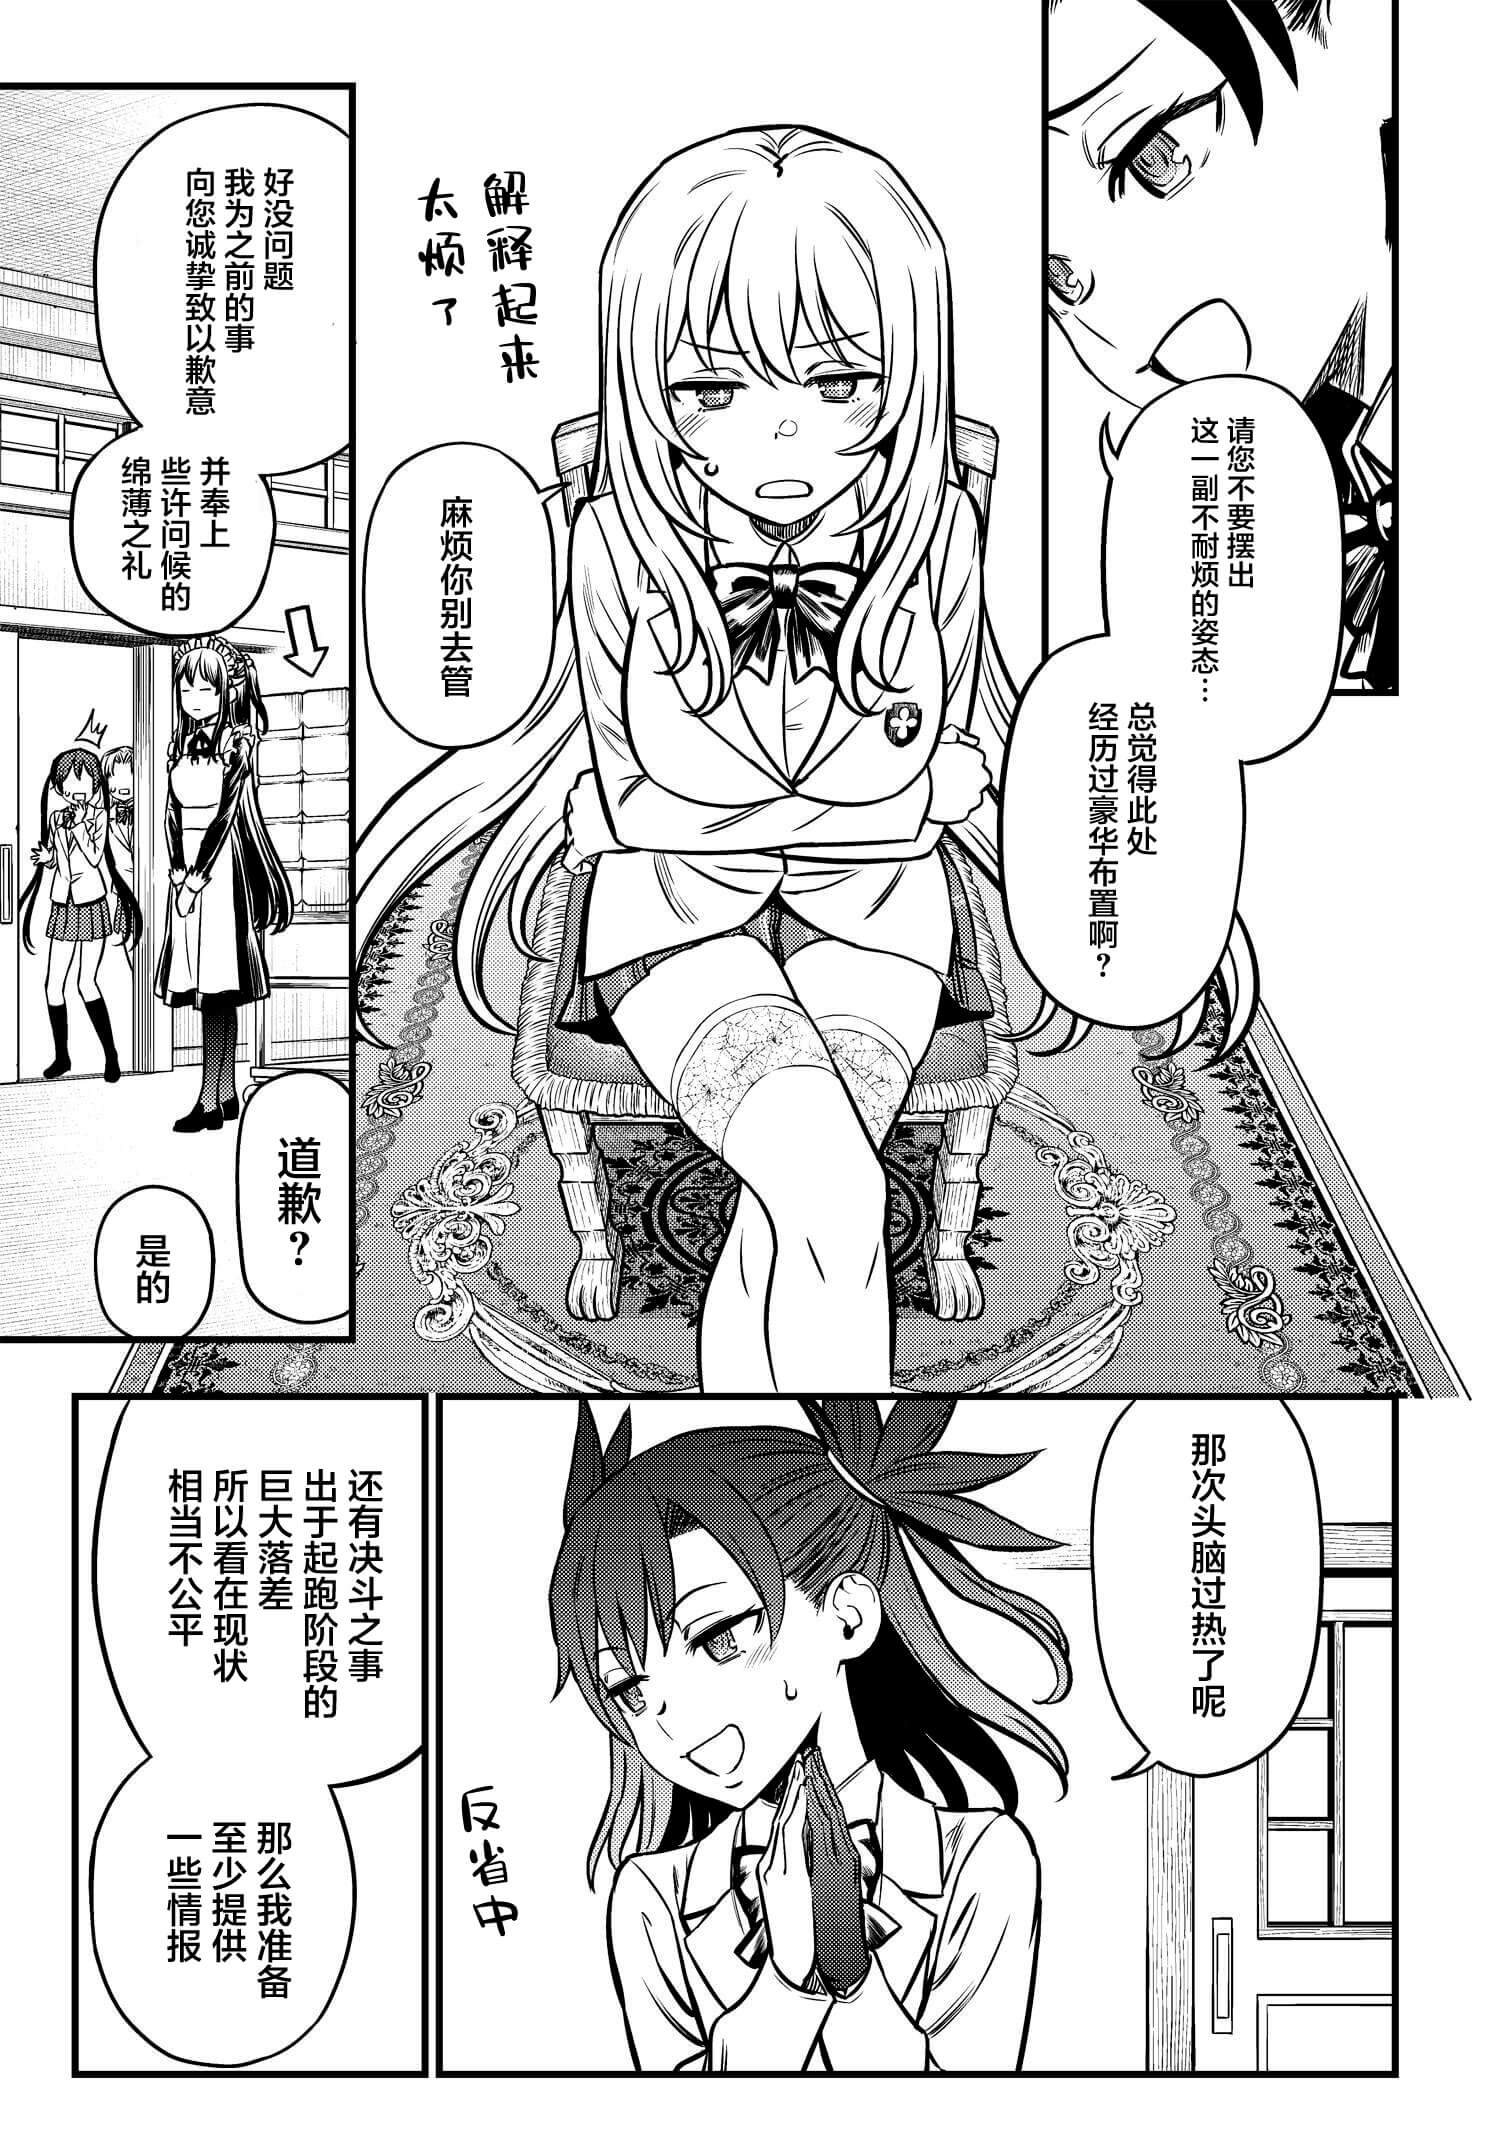 请您不要摆出
这一副不耐烦的姿态…
总觉得此处
经历过豪华布置啊？
解释起来
太烦了
麻烦你别去管
好没问题
我为之前的事
向您诚挚致以歉意
并奉上
些许问候的
绵薄之礼
道歉？
是的
那次头脑过热了呢
反省中
还有决斗之事
出于起跑阶段的
巨大落差
所以看在现状
相当不公平
那么我准备
至少提供
一些情报